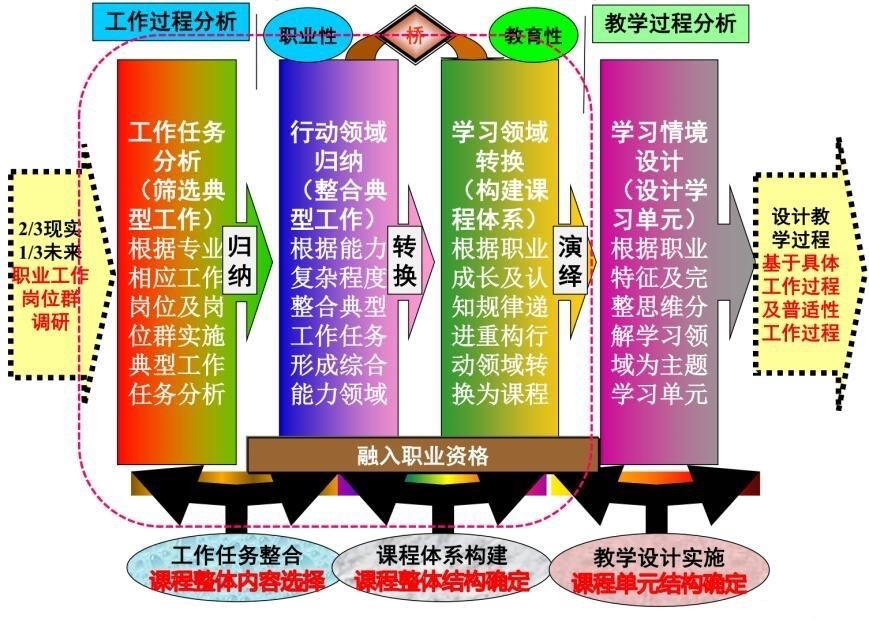 工作过程分析
职业性
桥
教育性
教学过程分析
2/3现实
1/3未来
职业工作
岗位群
调研
工作任务
分析
（筛选典
型工作）
根据专业
相应工作
岗位及岗
位群实施
典型工作
任务分析
归
纳
行动领域
归纳
（整合典
型工作）
根据能力
复杂程度
整合典型
工作任务
形成综合
能力领域
转
换
学习领域
转换
（构建课
程体系）
根据职业
成长及认
知规律递
进重构行
动领域转
换为课程
演
绎
学习情境
设计
（设计学
习单元）
根据职业
特征及完
整思维分
解学习领
域为主题
学习单元
设计教
学过程
基于具体
工作过程
及普适性
工作过程
融入职业资格
工作任务整合
课程整体内容选择
课程体系构建
课程整体结构确定
教学设计实施
课程单元结构确定